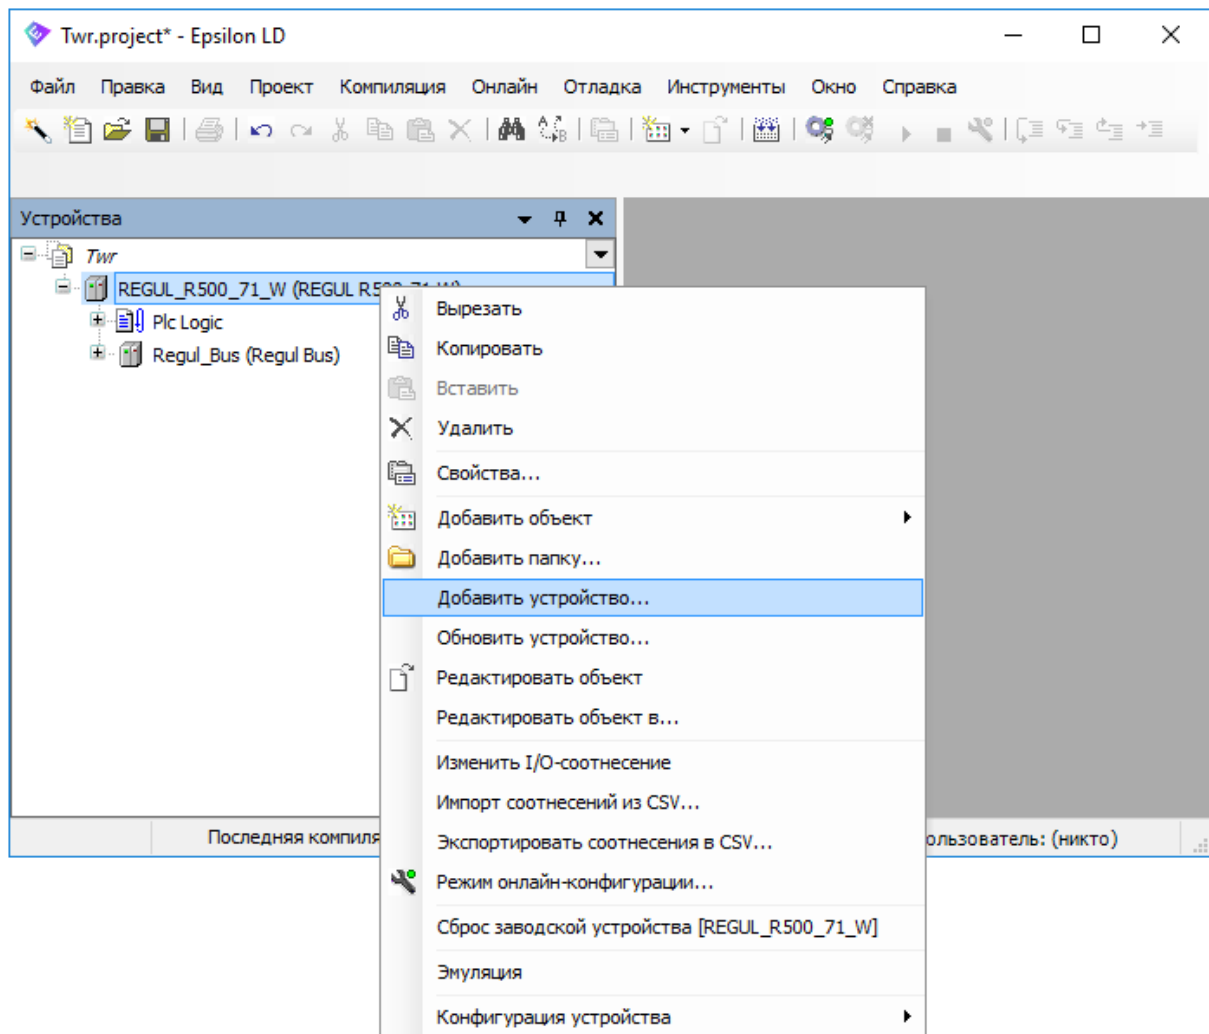 Twr.project* - Epsilon LD
Файл Правка Вид Проект Компиляция Онлайн Отладка Инструменты Окно Справка
Устройства
Twr
REGUL_R500_71_W (REGUL R500-71-W)
Plc Logic
Regul_Bus (Regul Bus)
Вырезать
Копировать
Вставить
Удалить
Свойства...
Добавить объект
Добавить папку...
Добавить устройство...
Обновить устройство...
Редактировать объект
Редактировать объект в...
Изменить I/O-соотнесение
Импорт соотнесений из CSV...
Экспортировать соотнесения в CSV...
Режим онлайн-конфигурации...
Сброс заводской устройства [REGUL_R500_71_W]
Эмуляция
Конфигурация устройства
Последняя компиля ользователь: (никто)